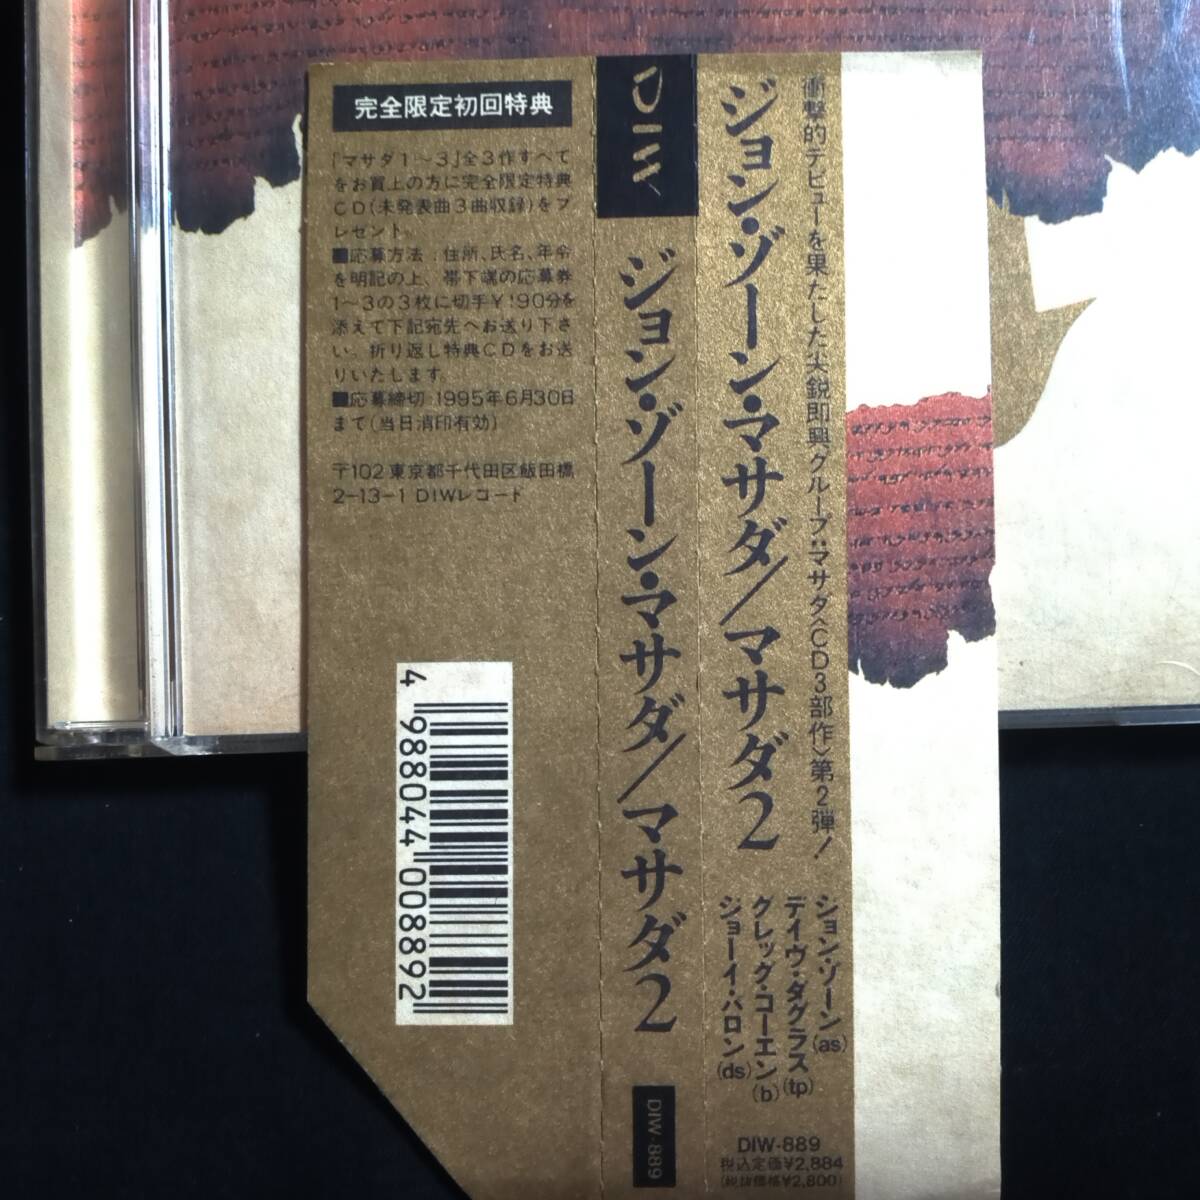 完全限定初回特典
「マサダ1〜3」全3作すべて
をお買上の方に完全限定特典
CD(未発表曲3曲収録)をプ
レゼント。
■応募方法:住所、氏名、年令
を明記の上、帯下端の応募券
1〜3の3枚に切手¥190分を
添えて下記宛先へお送り下さ
い。折り返し特典CDをお送
りいたします。
■応募締切:1995年6月30日
まで(当日消印有効)
〒102 東京都千代田区飯田橋
2-13-1 DIWレコード
4 988044 008892
DIW
ジョン・ゾーン・マサダ/マサダ2
DIW-889
衝撃的デビューを果たした尖鋭即興グループ:マサダ〈CD3部作〉第2弾!
ジョン・ゾーン・マサダ/マサダ2
ジョン・ゾーン(as)
デイヴ・ダグラス(tp)
グレッグ・コーエン(b)
ジョーイ・バロン(ds)
DIW-889
税込定価¥2,884
(税抜価格¥2,800)